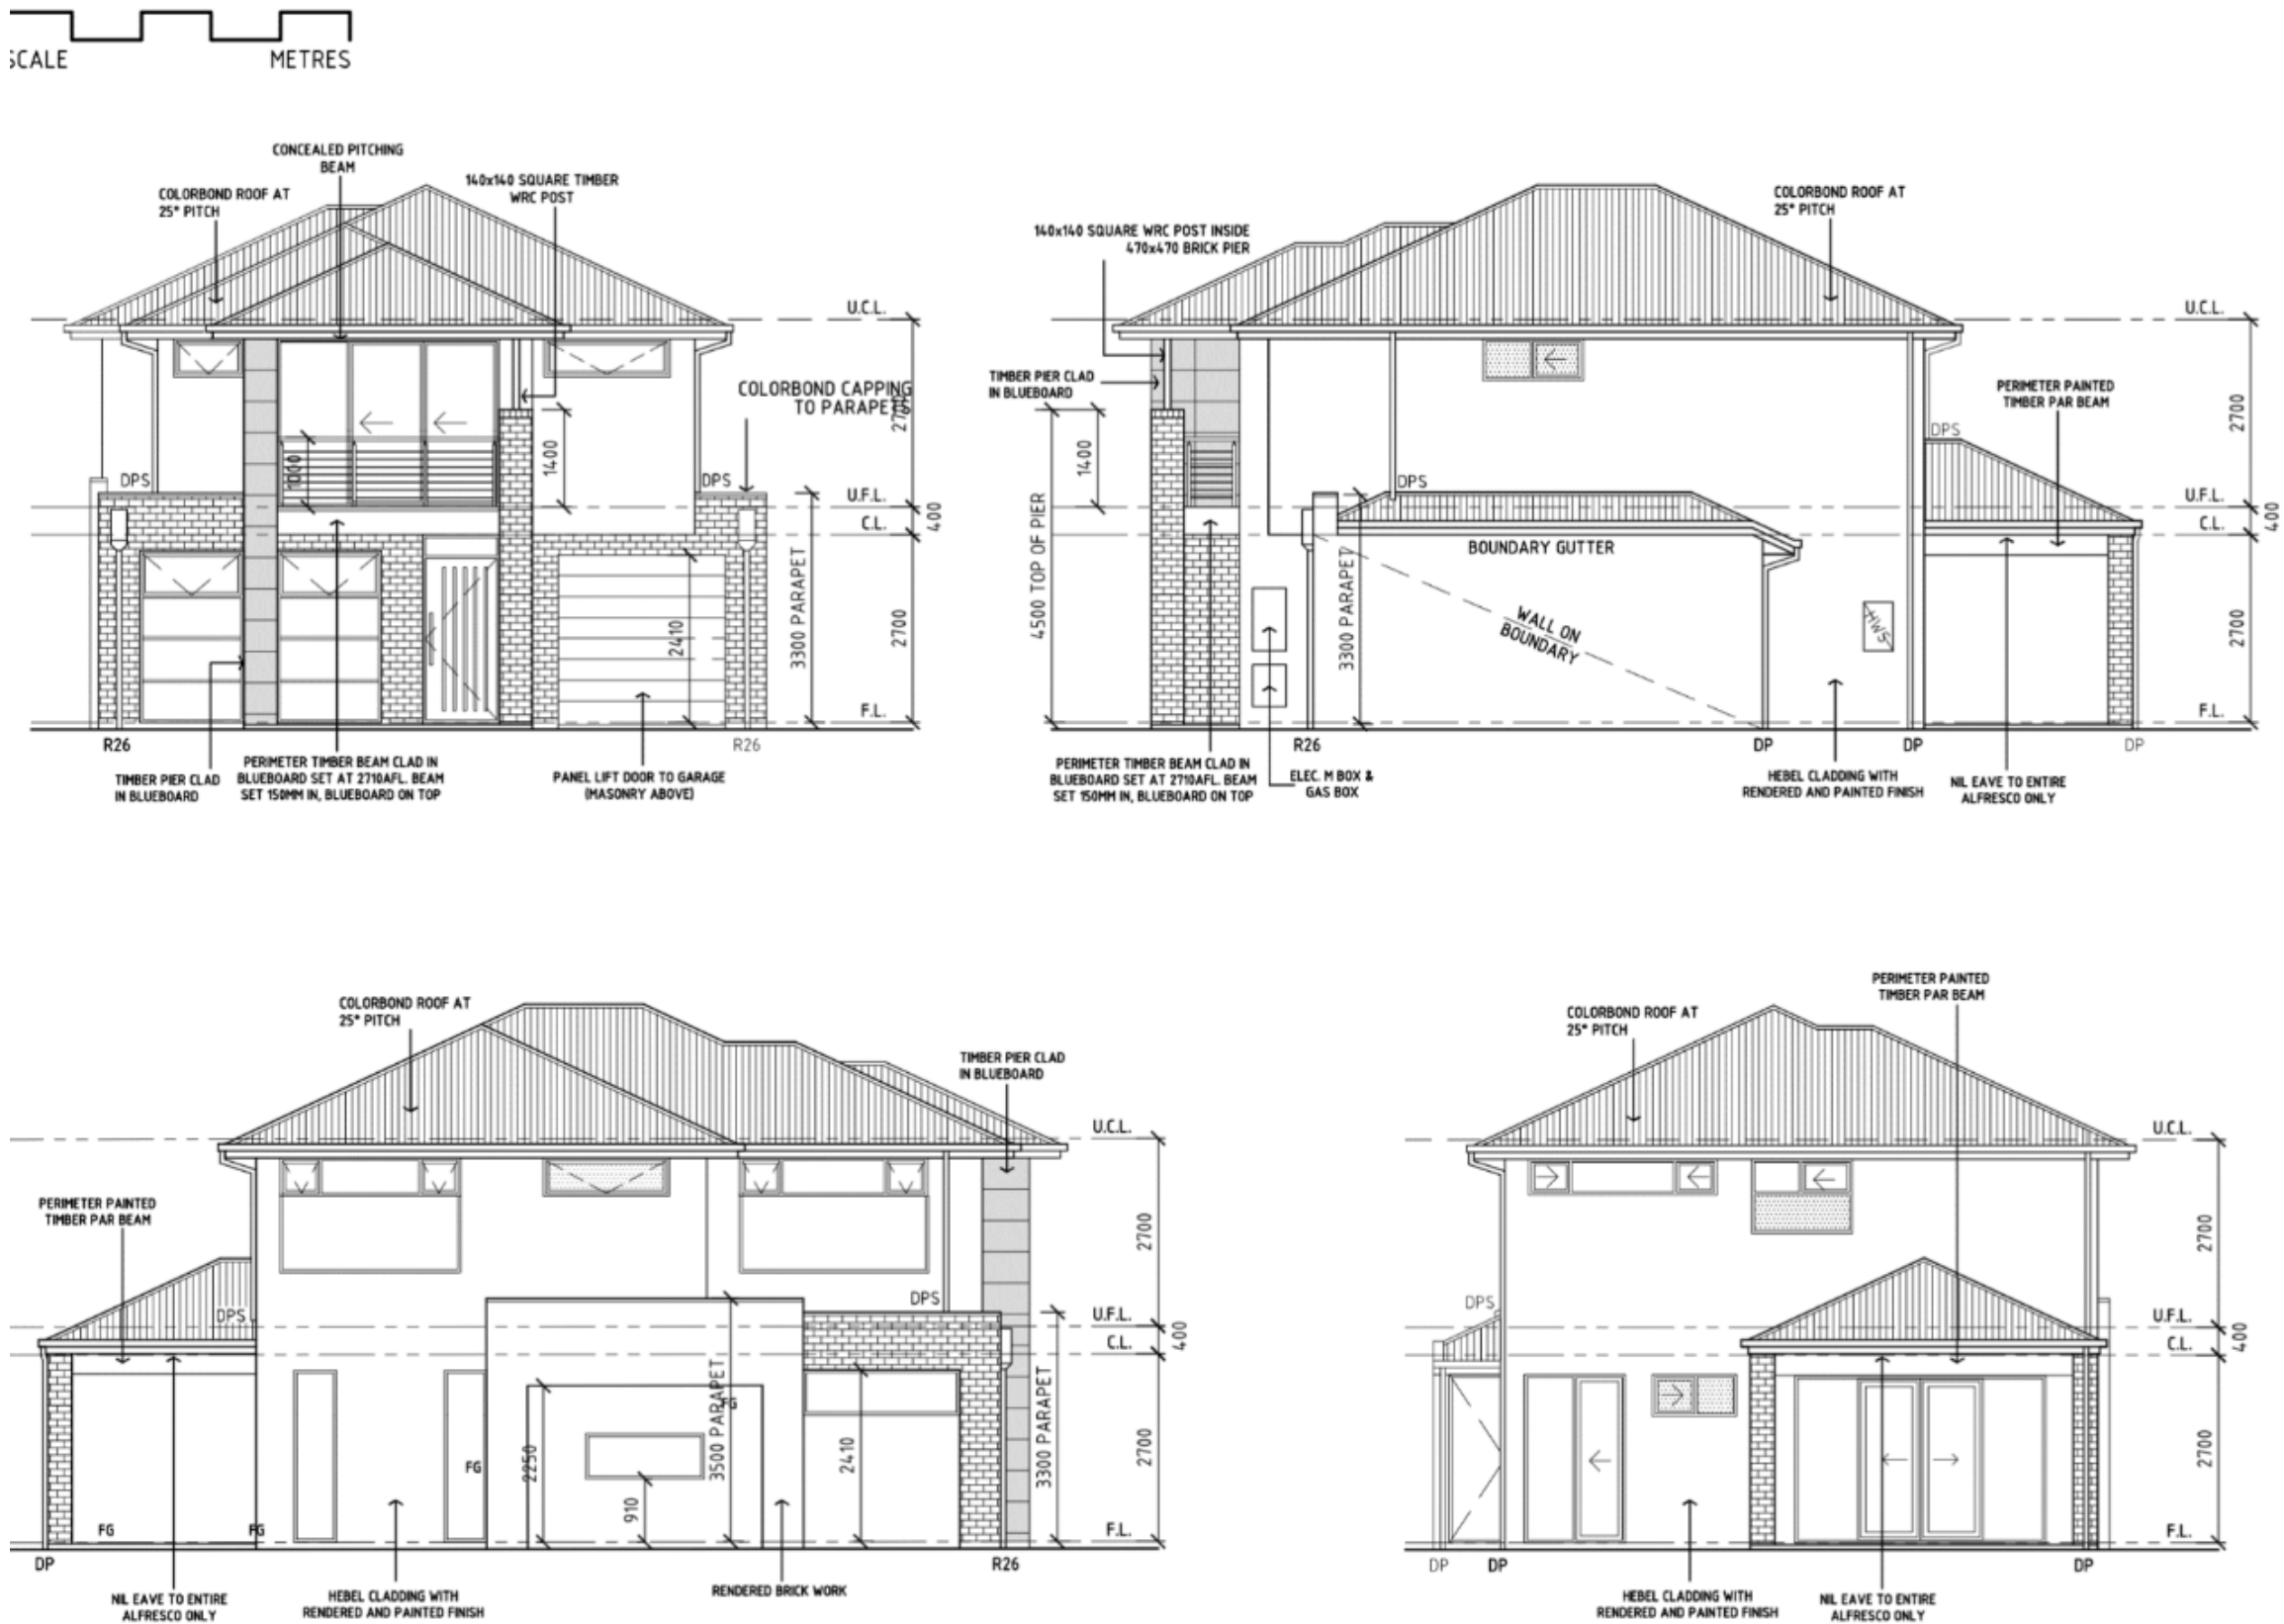 SCALE
METRES
CONCEALED PITCHING
BEAM
COLORBOND ROOF AT
25° PITCH
140x140 SQUARE TIMBER
WRC POST
U.C.L.
COLORBOND CAPPING
TO PARAPETS
2700
1400
1000
DPS
DPS
U.F.L.
C.L.
400
3300 PARAPET
2410
2700
F.L.
R26
R26
TIMBER PIER CLAD
IN BLUEBOARD
PERIMETER TIMBER BEAM CLAD IN
BLUEBOARD SET AT 2710AFL. BEAM
SET 150MM IN, BLUEBOARD ON TOP
PANEL LIFT DOOR TO GARAGE
(MASONRY ABOVE)
COLORBOND ROOF AT
25° PITCH
140x140 SQUARE WRC POST INSIDE
470x470 BRICK PIER
U.C.L.
TIMBER PIER CLAD
IN BLUEBOARD
PERIMETER PAINTED
TIMBER PAR BEAM
2700
1400
DPS
DPS
U.F.L.
C.L.
400
4500 TOP OF PIER
3300 PARAPET
BOUNDARY GUTTER
WALL ON
BOUNDARY
HWS
2700
F.L.
R26
DP
DP
DP
PERIMETER TIMBER BEAM CLAD IN
BLUEBOARD SET AT 2710AFL. BEAM
SET 150MM IN, BLUEBOARD ON TOP
ELEC. M BOX &
GAS BOX
HEBEL CLADDING WITH
RENDERED AND PAINTED FINISH
NIL EAVE TO ENTIRE
ALFRESCO ONLY
COLORBOND ROOF AT
25° PITCH
TIMBER PIER CLAD
IN BLUEBOARD
U.C.L.
PERIMETER PAINTED
TIMBER PAR BEAM
2700
DPS
DPS
U.F.L.
C.L.
400
3500 PARAPET
FG
2250
910
2410
3300 PARAPET
2700
FG
FG
FG
F.L.
DP
R26
NIL EAVE TO ENTIRE
ALFRESCO ONLY
HEBEL CLADDING WITH
RENDERED AND PAINTED FINISH
RENDERED BRICK WORK
PERIMETER PAINTED
TIMBER PAR BEAM
COLORBOND ROOF AT
25° PITCH
U.C.L.
2700
DPS
U.F.L.
C.L.
400
2700
F.L.
DP
DP
DP
HEBEL CLADDING WITH
RENDERED AND PAINTED FINISH
NIL EAVE TO ENTIRE
ALFRESCO ONLY